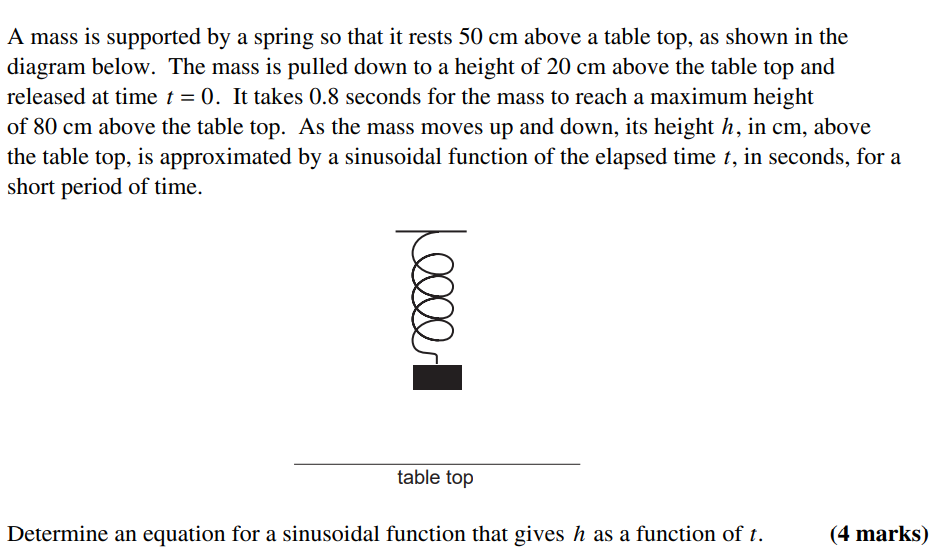 A mass is supported by a spring so that it rests 50 cm above a table top, as shown in the
diagram below. The mass is pulled down to a height of 20 cm above the table top and
released at time t = 0. It takes 0.8 seconds for the mass to reach a maximum height
of 80 cm above the table top. As the mass moves up and down, its height h, in cm, above
the table top, is approximated by a sinusoidal function of the elapsed time t, in seconds, for a
short period of time.
table top
Determine an equation for a sinusoidal function that gives h as a function of t. (4 marks)